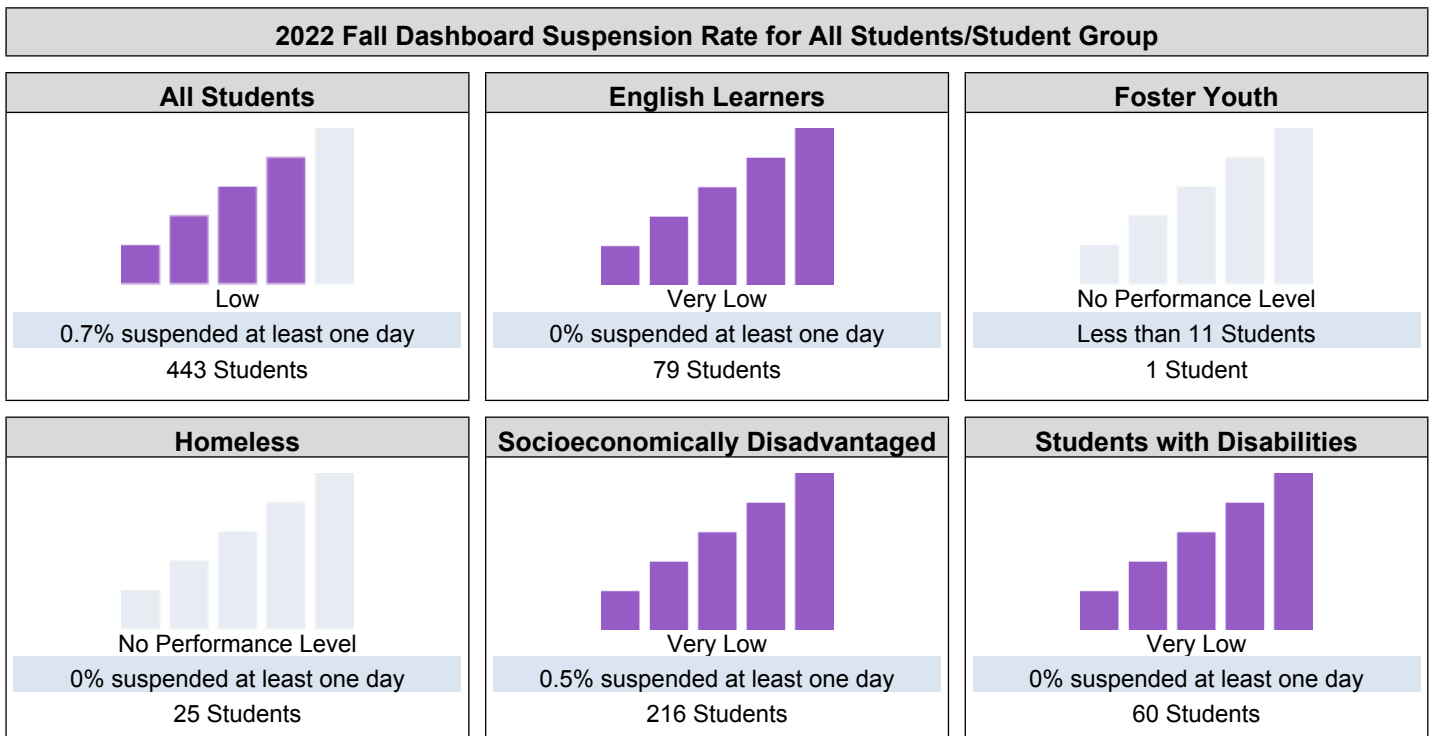 2022 Fall Dashboard Suspension Rate for All Students/Student Group
All Students
Low
0.7% suspended at least one day
443 Students
English Learners
Very Low
0% suspended at least one day
79 Students
Foster Youth
No Performance Level
Less than 11 Students
1 Student
Homeless
No Performance Level
0% suspended at least one day
25 Students
Socioeconomically Disadvantaged
Very Low
0.5% suspended at least one day
216 Students
Students with Disabilities
Very Low
0% suspended at least one day
60 Students